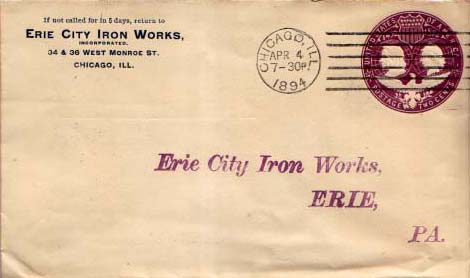 If not called for in 5 days, return to
ERIE CITY IRON WORKS,
INCORPORATED.
34 & 36 WEST MONROE ST.
CHICAGO, ILL.
CHICAGO, ILL.
APR 4
7-30P
1894
UNITED STATES OF AMERICA
POSTAGE TWO CENTS
Erie City Iron Works,
ERIE,
PA.